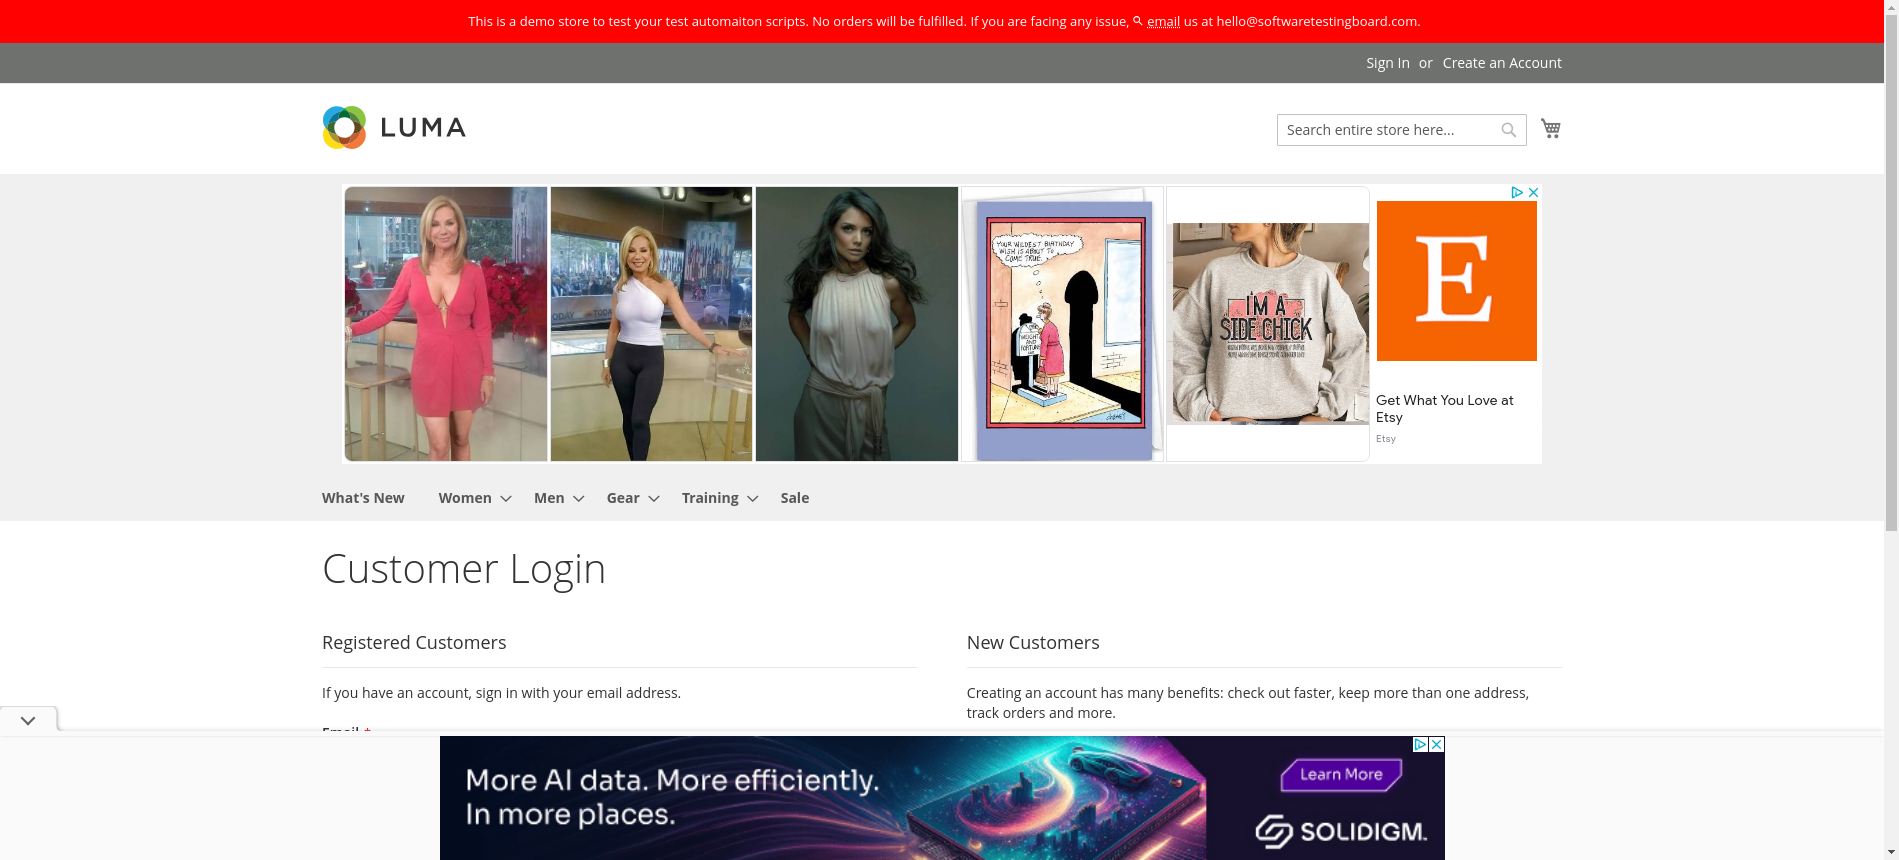 This is a demo store to test your test automaiton scripts. No orders will be fulfilled. If you are facing any issue, email us at hello@softwaretestingboard.com.
Sign In or Create an Account
LUMA
Search entire store here...
YOUR WILDEST BIRTHDAY
WISH IS ABOUT TO
COME TRUE.
I'M A
SIDE CHICK
E
Get What You Love at
Etsy
Etsy
What's New Women Men Gear Training Sale
Customer Login
Registered Customers
If you have an account, sign in with your email address.
Email *
New Customers
Creating an account has many benefits: check out faster, keep more than one address,
track orders and more.
More AI data. More efficiently.
In more places.
Learn More
SOLIDIGM.